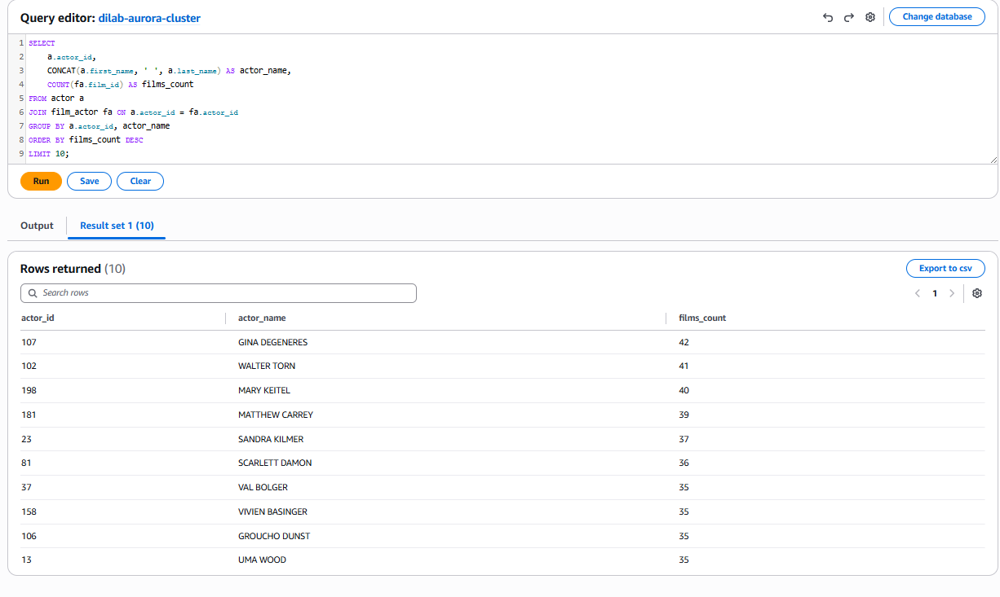 Query editor: dilab-aurora-cluster
Change database
1 SELECT
2 a.actor_id,
3 CONCAT(a.first_name, ' ', a.last_name) AS actor_name,
4 COUNT(fa.film_id) AS films_count
5 FROM actor a
6 JOIN film_actor fa ON a.actor_id = fa.actor_id
7 GROUP BY a.actor_id, actor_name
8 ORDER BY films_count DESC
9 LIMIT 10;
Run Save Clear
Output Result set 1 (10)
Rows returned (10)
Export to csv
Search rows
1
actor_id actor_name films_count
107 GINA DEGENERES 42
102 WALTER TORN 41
198 MARY KEITEL 40
181 MATTHEW CARREY 39
23 SANDRA KILMER 37
81 SCARLETT DAMON 36
37 VAL BOLGER 35
158 VIVIEN BASINGER 35
106 GROUCHO DUNST 35
13 UMA WOOD 35